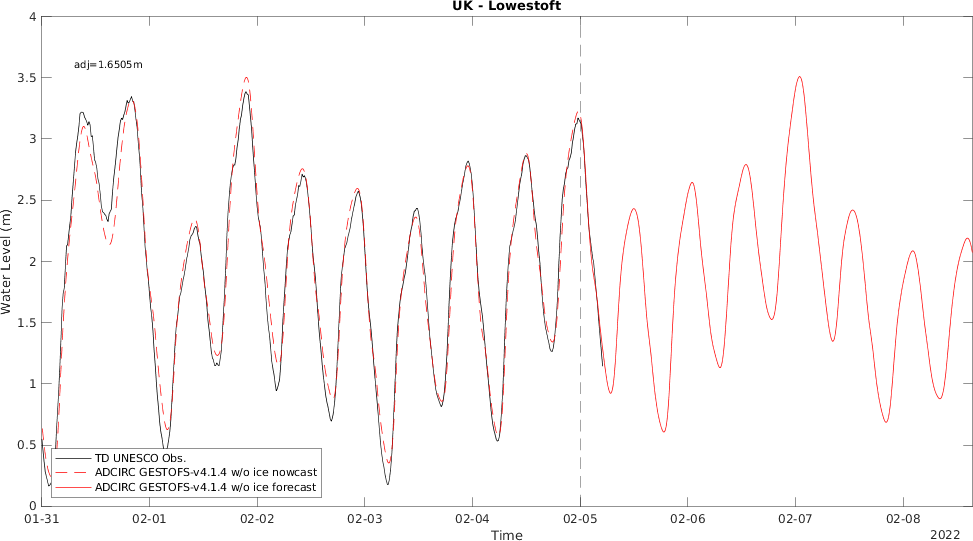 UK - Lowestoft
4
3.5
3
2.5
2
1.5
1
0.5
0
Water Level (m)
adj=1.6505m
TD UNESCO Obs.
ADCIRC GESTOFS-v4.1.4 w/o ice nowcast
ADCIRC GESTOFS-v4.1.4 w/o ice forecast
01-31 02-01 02-02 02-03 02-04 02-05 02-06 02-07 02-08
Time
2022